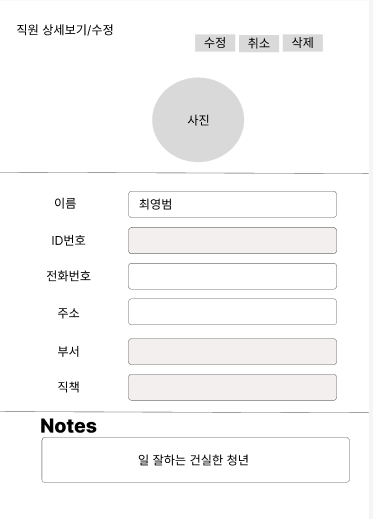 직원 상세보기/수정
수정 취소 삭제
사진
이름 최영범
ID번호
전화번호
주소
부서
직책
Notes
일 잘하는 건실한 청년